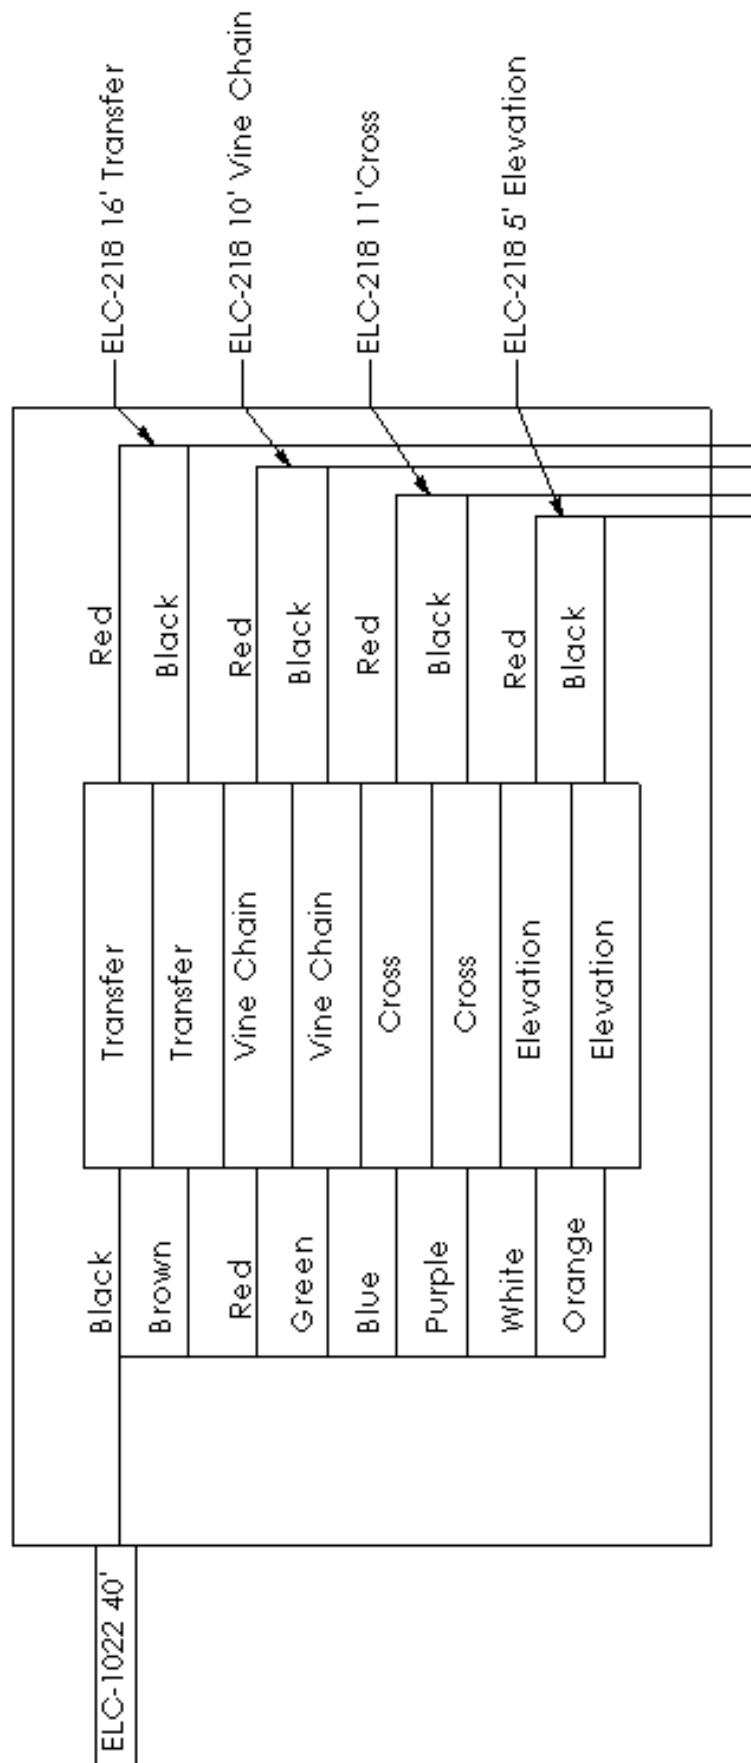 ELC-218 16' Transfer
ELC-218 10' Vine Chain
ELC-218 11'Cross
ELC-218 5' Elevation
Red
Black
Red
Black
Red
Black
Red
Black
Transfer
Transfer
Vine Chain
Vine Chain
Cross
Cross
Elevation
Elevation
Black
Brown
Red
Green
Blue
Purple
White
Orange
ELC-1022 40'